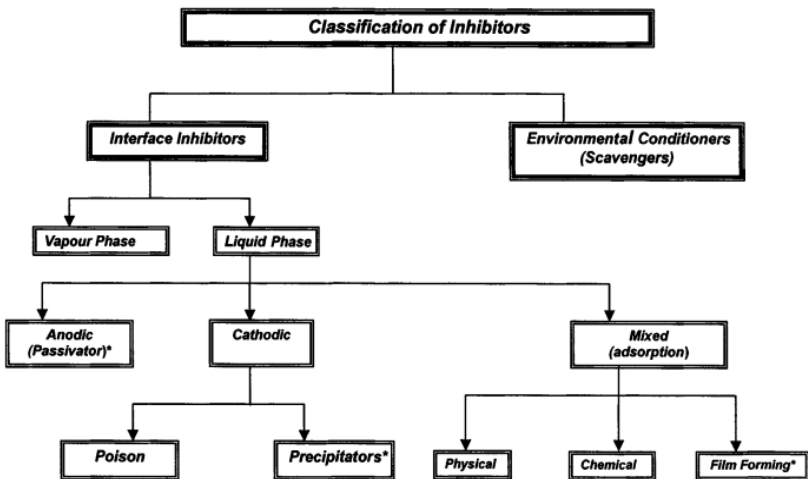 Classification of Inhibitors
Interface Inhibitors
Environmental Conditioners
(Scavengers)
Vapour Phase
Liquid Phase
Anodic
(Passivator)*
Cathodic
Mixed
(adsorption)
Poison
Precipitators*
Physical
Chemical
Film Forming*